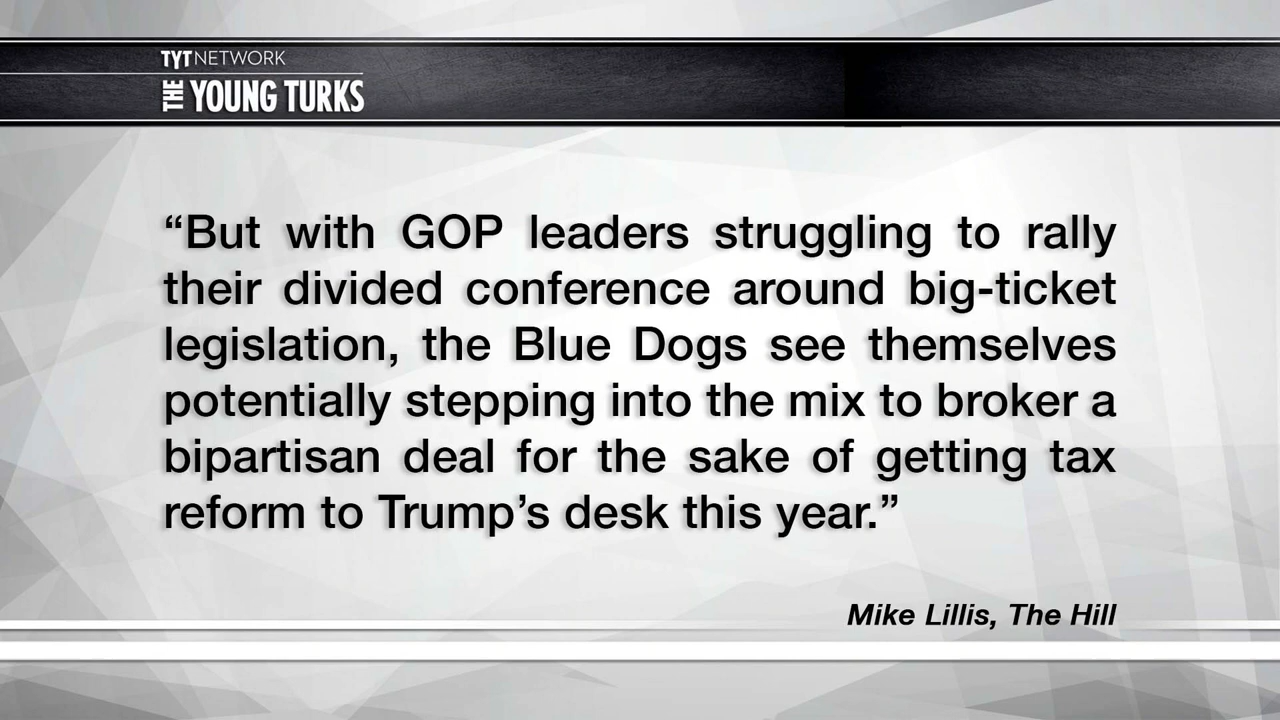 TYT NETWORK
THE YOUNG TURKS
“But with GOP leaders struggling to rally
their divided conference around big-ticket
legislation, the Blue Dogs see themselves
potentially stepping into the mix to broker a
bipartisan deal for the sake of getting tax
reform to Trump’s desk this year.”
Mike Lillis, The Hill